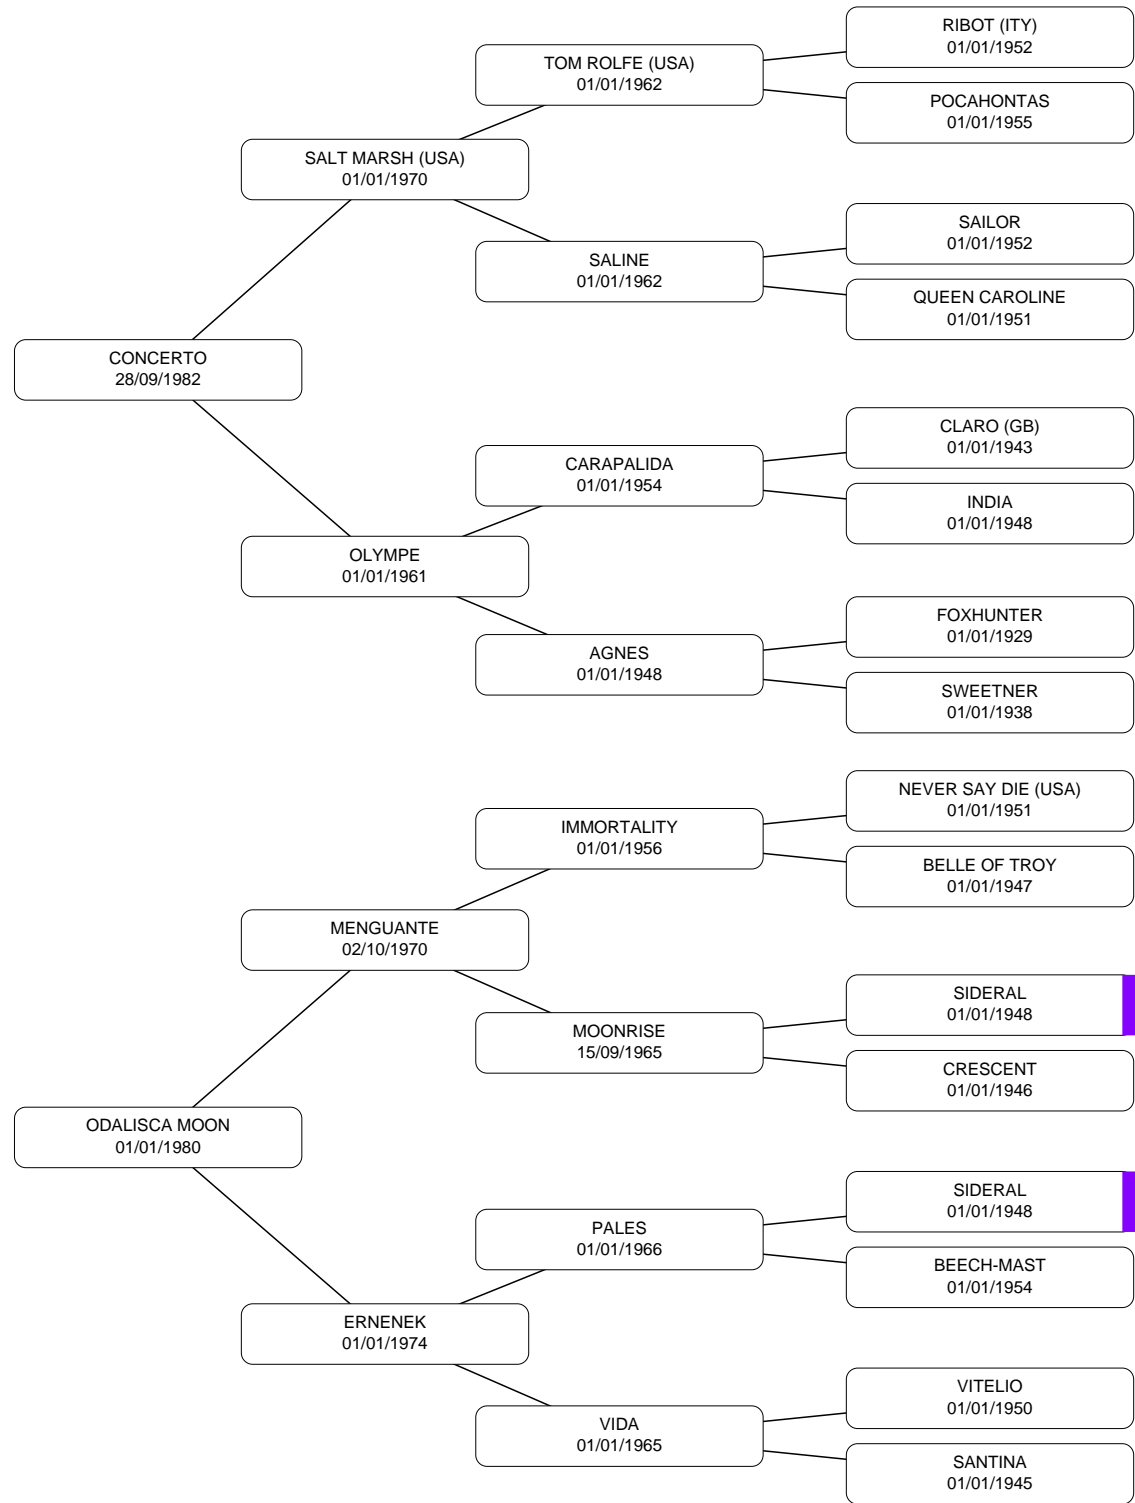 RIBOT (ITY)
01/01/1952
TOM ROLFE (USA)
01/01/1962
POCAHONTAS
01/01/1955
SALT MARSH (USA)
01/01/1970
SAILOR
01/01/1952
SALINE
01/01/1962
QUEEN CAROLINE
01/01/1951
CONCERTO
28/09/1982
CLARO (GB)
01/01/1943
CARAPALIDA
01/01/1954
INDIA
01/01/1948
OLYMPE
01/01/1961
FOXHUNTER
01/01/1929
AGNES
01/01/1948
SWEETNER
01/01/1938
NEVER SAY DIE (USA)
01/01/1951
IMMORTALITY
01/01/1956
BELLE OF TROY
01/01/1947
MENGUANTE
02/10/1970
SIDERAL
01/01/1948
MOONRISE
15/09/1965
CRESCENT
01/01/1946
ODALISCA MOON
01/01/1980
SIDERAL
01/01/1948
PALES
01/01/1966
BEECH-MAST
01/01/1954
ERNENEK
01/01/1974
VITELIO
01/01/1950
VIDA
01/01/1965
SANTINA
01/01/1945